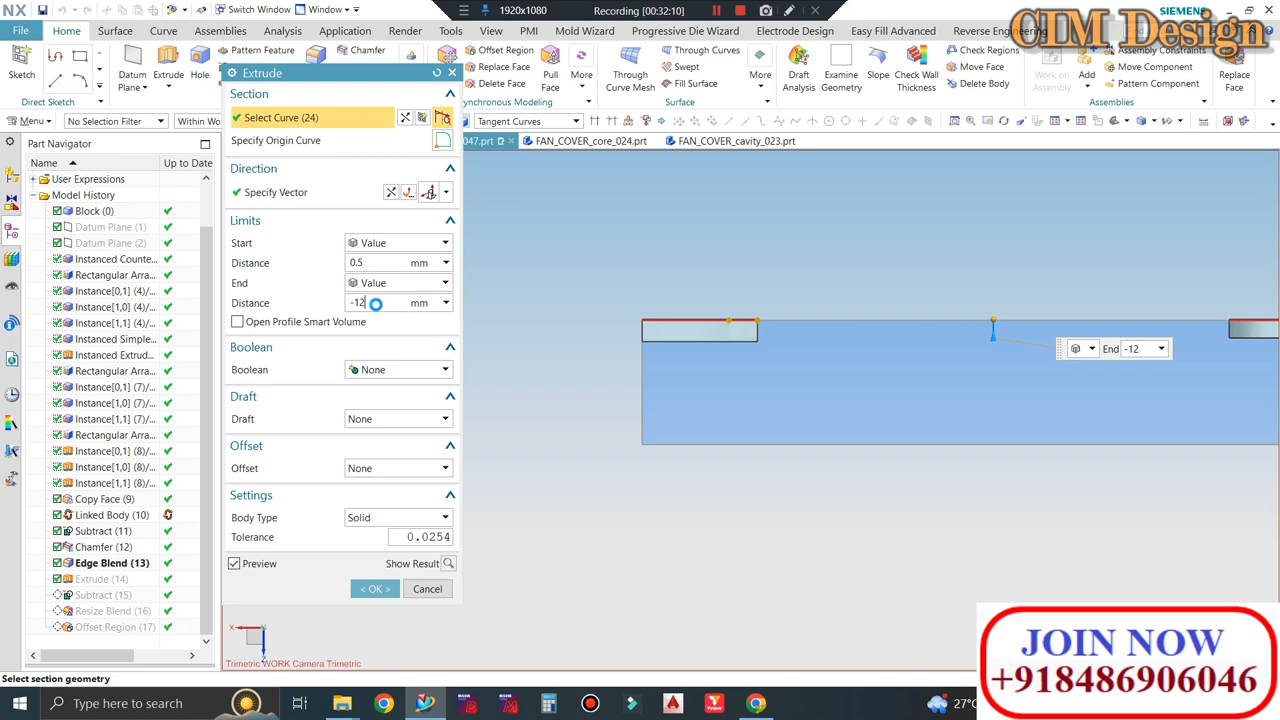 NX
Switch Window
Window
1920x1080
Recording [00:32:10]
SIEMENS
CIM Design
File
Home
Surface
Curve
Assemblies
Analysis
Application
Render
Tools
View
PMI
Mold Wizard
Progressive Die Wizard
Electrode Design
Easy Fill Advanced
Reverse Engineering
Sketch
Direct Sketch
Datum Plane
Extrude
Hole
Pattern Feature
Chamfer
Offset Region
Replace Face
Delete Face
Pull Face
More
Synchronous Modeling
Through Curve Mesh
Through Curves
Swept
Extend Sheet
More
Surface
Draft Analysis
Examine Geometry
Slope
Check Wall Thickness
Check Regions
Move Face
Delete Body
Work on Assembly
Add
Assembly Constraints
Move Component
Pattern Component
Assemblies
Replace Face
Menu
No Selection Filter
Within Wo
Tangent Curves
047.prt
FAN_COVER_core_024.prt
FAN_COVER_cavity_023.prt
Part Navigator
Name
Up to Date
User Expressions
Model History
Block (0)
Datum Plane (1)
Datum Plane (2)
Instanced Counte...
Rectangular Arra...
Instance[0,1] (4)/...
Instance[1,0] (4)/...
Instance[1,1] (4)/...
Instanced Simple...
Instanced Extrud...
Rectangular Arra...
Instance[0,1] (7)/...
Instance[1,0] (7)/...
Instance[1,1] (7)/...
Rectangular Arra...
Instance[0,1] (8)/...
Instance[1,0] (8)/...
Instance[1,1] (8)/...
Copy Face (9)
Linked Body (10)
Subtract (11)
Chamfer (12)
Edge Blend (13)
Extrude (14)
Subtract (15)
Resize Blend (16)
Offset Region (17)
Extrude
Section
Select Curve (24)
Specify Origin Curve
Direction
Specify Vector
Limits
Start
Value
Distance
0.5
mm
End
Value
Distance
-12
mm
Open Profile Smart Volume
Boolean
Boolean
None
Draft
Draft
None
Offset
Offset
None
Settings
Body Type
Solid
Tolerance
0.0254
Preview
Show Result
< OK >
Cancel
End -12
X
Z
Trimetric WORK Camera Trimetric
Select section geometry
JOIN NOW
+918486906046
Type here to search
27°C